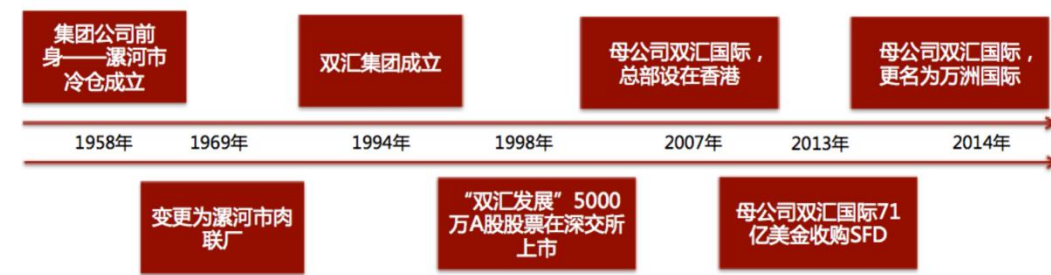 集团公司前
身——漯河市
冷仓成立
双汇集团成立
母公司双汇国际，
总部设在香港
母公司双汇国际，
更名为万洲国际
1958年
1969年
1994年
1998年
2007年
2013年
2014年
变更为漯河市肉
联厂
“双汇发展”5000
万A股股票在深交所
上市
母公司双汇国际71
亿美金收购SFD